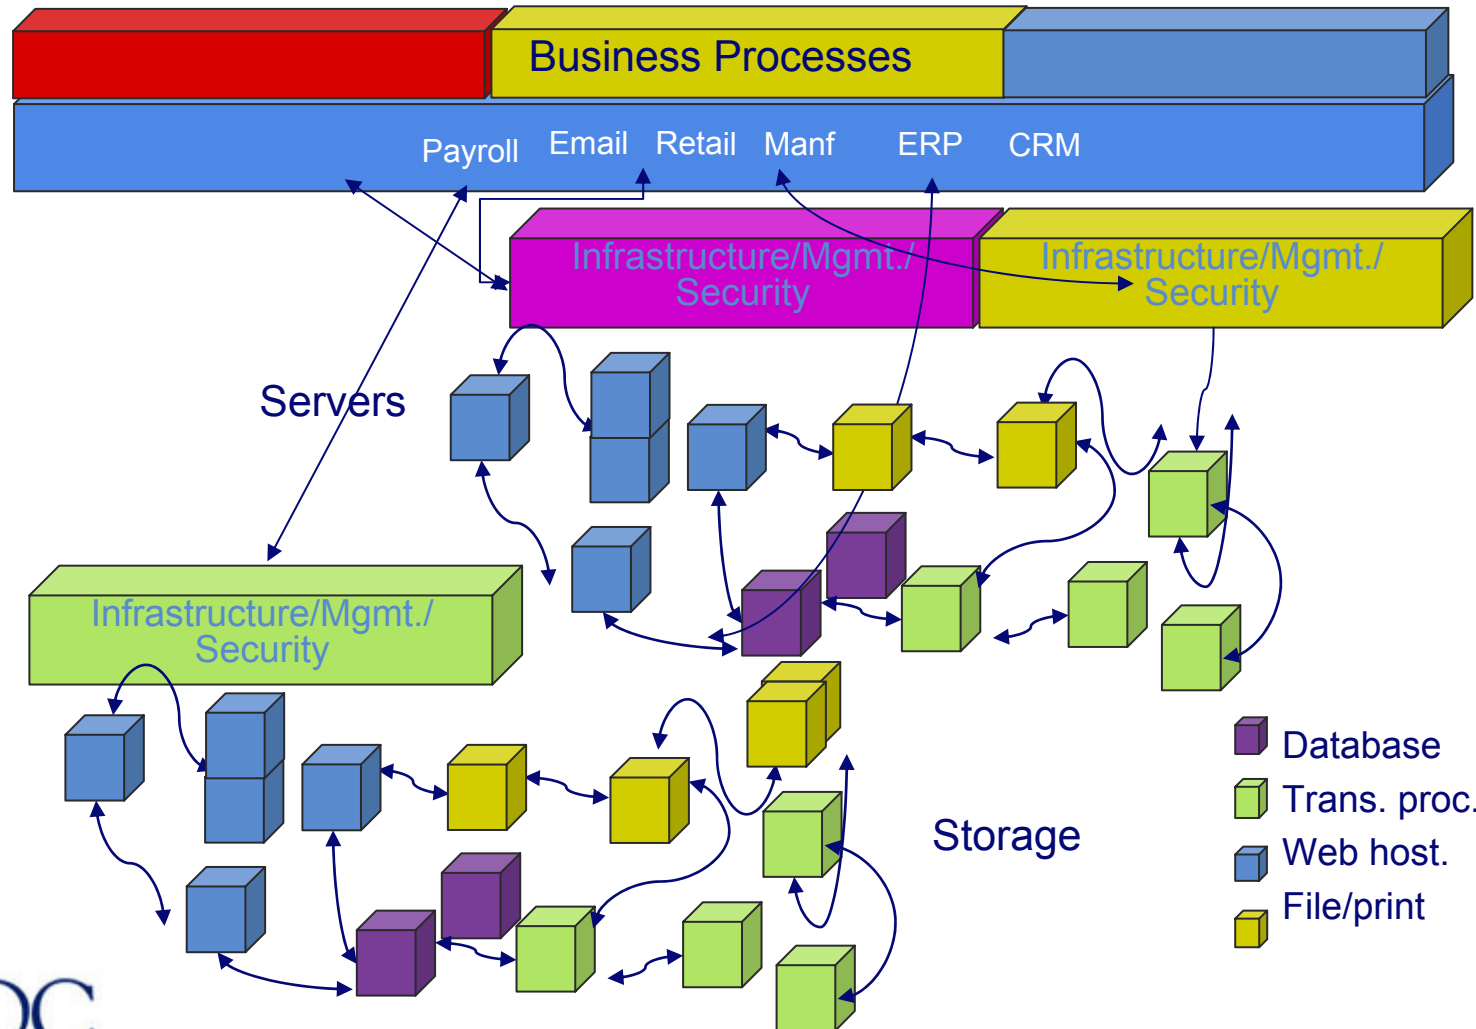 Business Processes
Payroll Email Retail Manf ERP CRM
Infrastructure/Mgmt./
Security
Infrastructure/Mgmt./
Security
Servers
Infrastructure/Mgmt./
Security
Storage
Database
Trans. proc.
Web host.
File/print